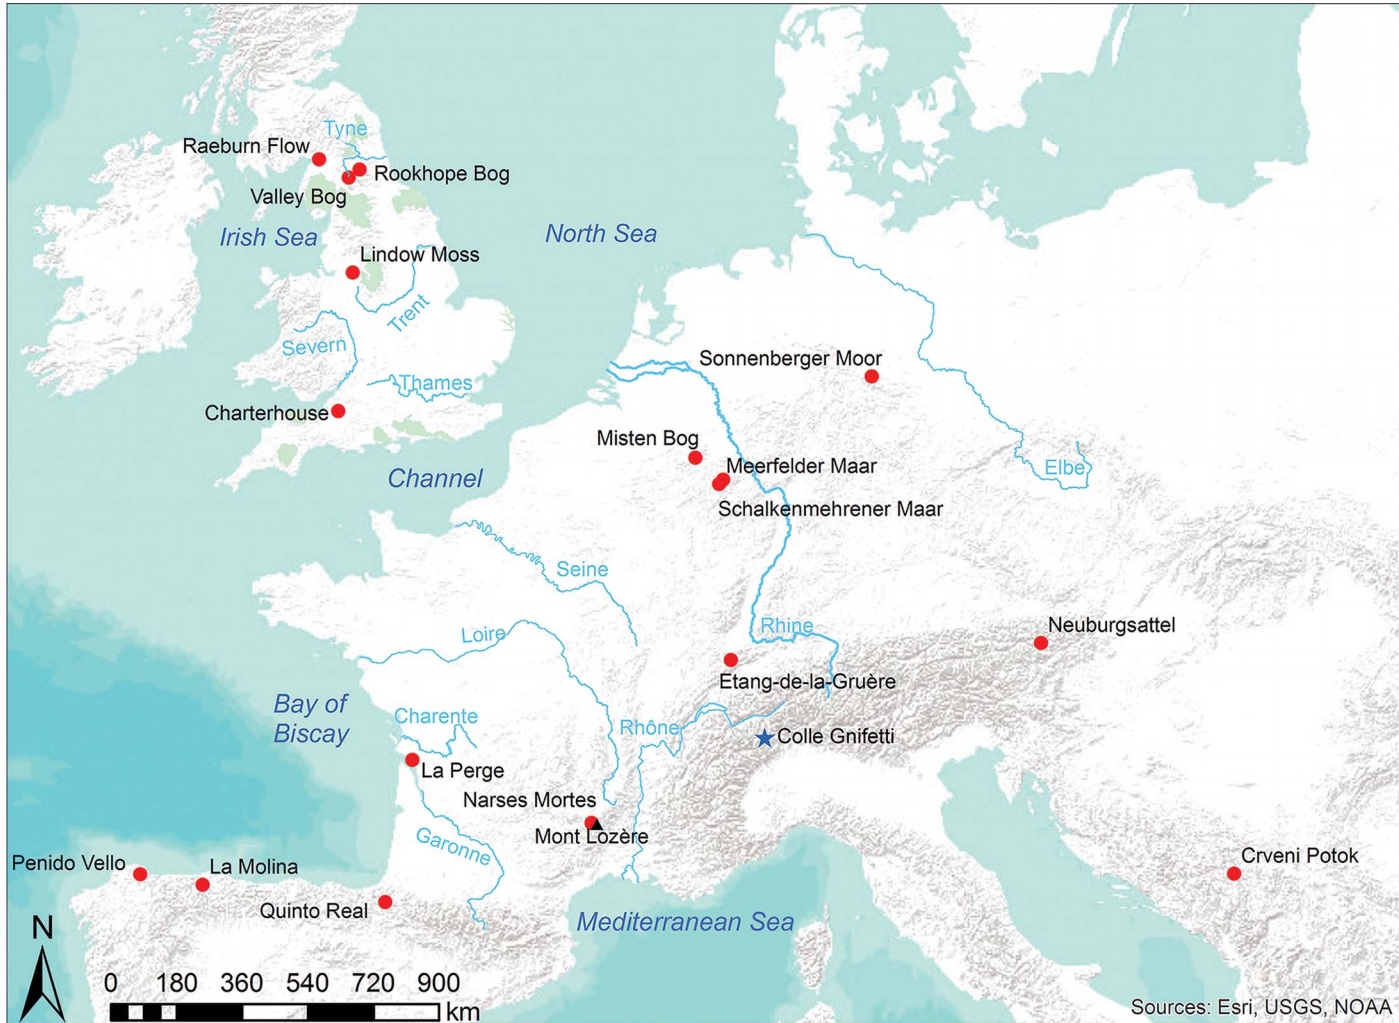 Tyne
Raeburn Flow
Rookhope Bog
Valley Bog
Irish Sea
North Sea
Lindow Moss
Trent
Severn
Thames
Sonnenberger Moor
Charterhouse
Misten Bog
Meerfelder Maar
Elbe
Channel
Schalkenmehrener Maar
Seine
Rhine
Neuburgsattel
Loire
Etang-de-la-Gruère
Bay of
Biscay
Charente
Rhône
Colle Gnifetti
La Perge
Narses Mortes
Mont Lozère
Garonne
Penido Vello
La Molina
Crveni Potok
Quinto Real
Mediterranean Sea
N
0 180 360 540 720 900
km
Sources: Esri, USGS, NOAA